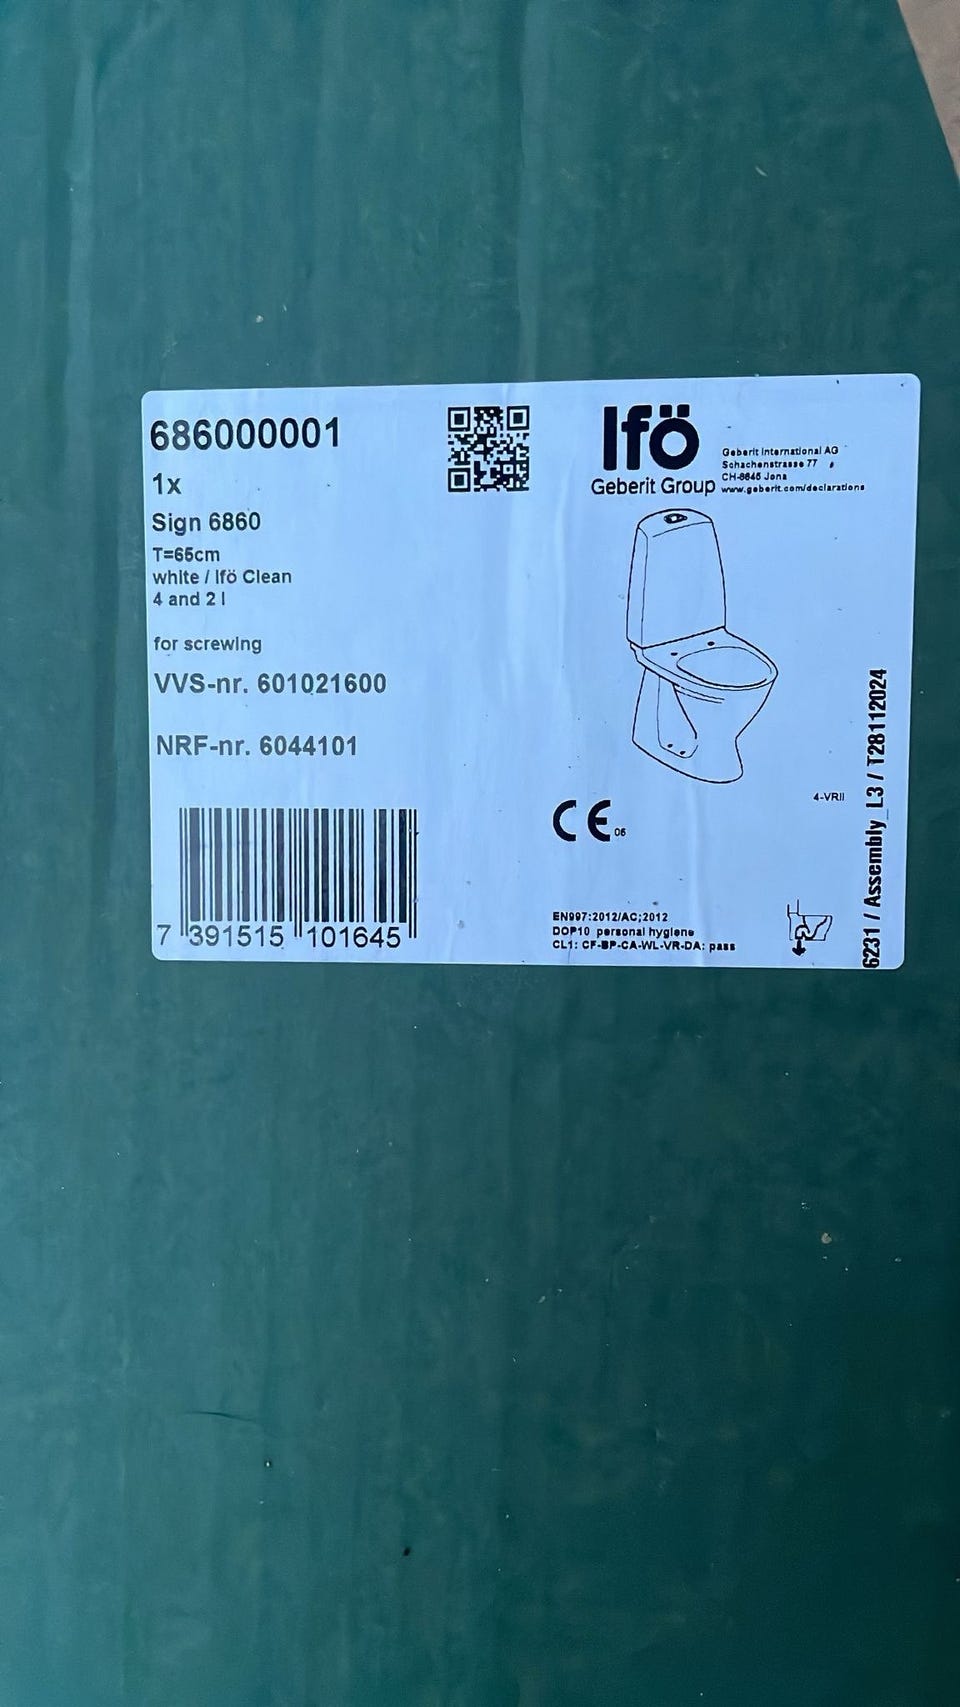 686000001
1x
Sign 6860
T=65cm
white / Ifö Clean
4 and 2 l
for screwing
VVS-nr. 601021600
NRF-nr. 6044101
7 391515 101645
Ifö
Geberit Group
Geberit International AG
Schachenstrasse 77
CH-8645 Jona
www.geberit.com/declarations
4-VRII
CE 06
EN997:2012/AC:2012
DOP10 personal hygiene
CL1: CF-BP-CA-WL-VR-DA: pass
6231 / Assembly_L3 / T28112024